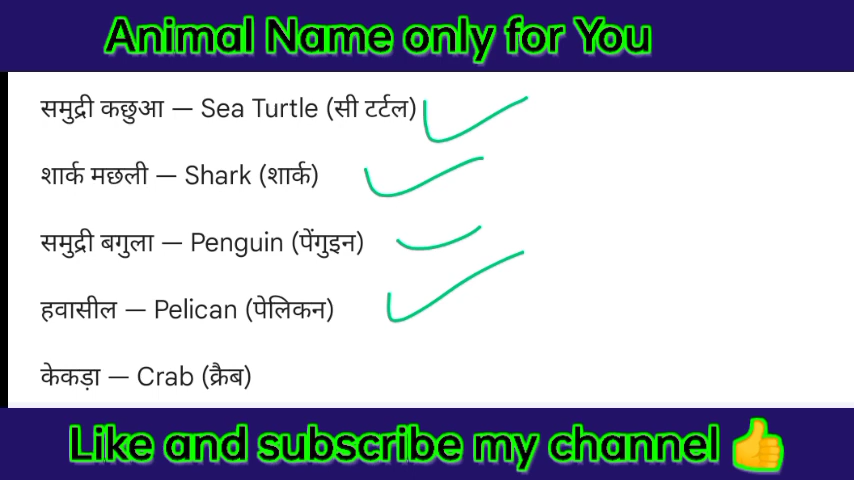 Animal Name only for You
समुद्री कछुआ — Sea Turtle (सी टर्टल)
शार्क मछली — Shark (शार्क)
समुद्री बगुला — Penguin (पेंगुइन)
हवासील — Pelican (पेलिकन)
केकड़ा — Crab (क्रैब)
Like and subscribe my channel 👍